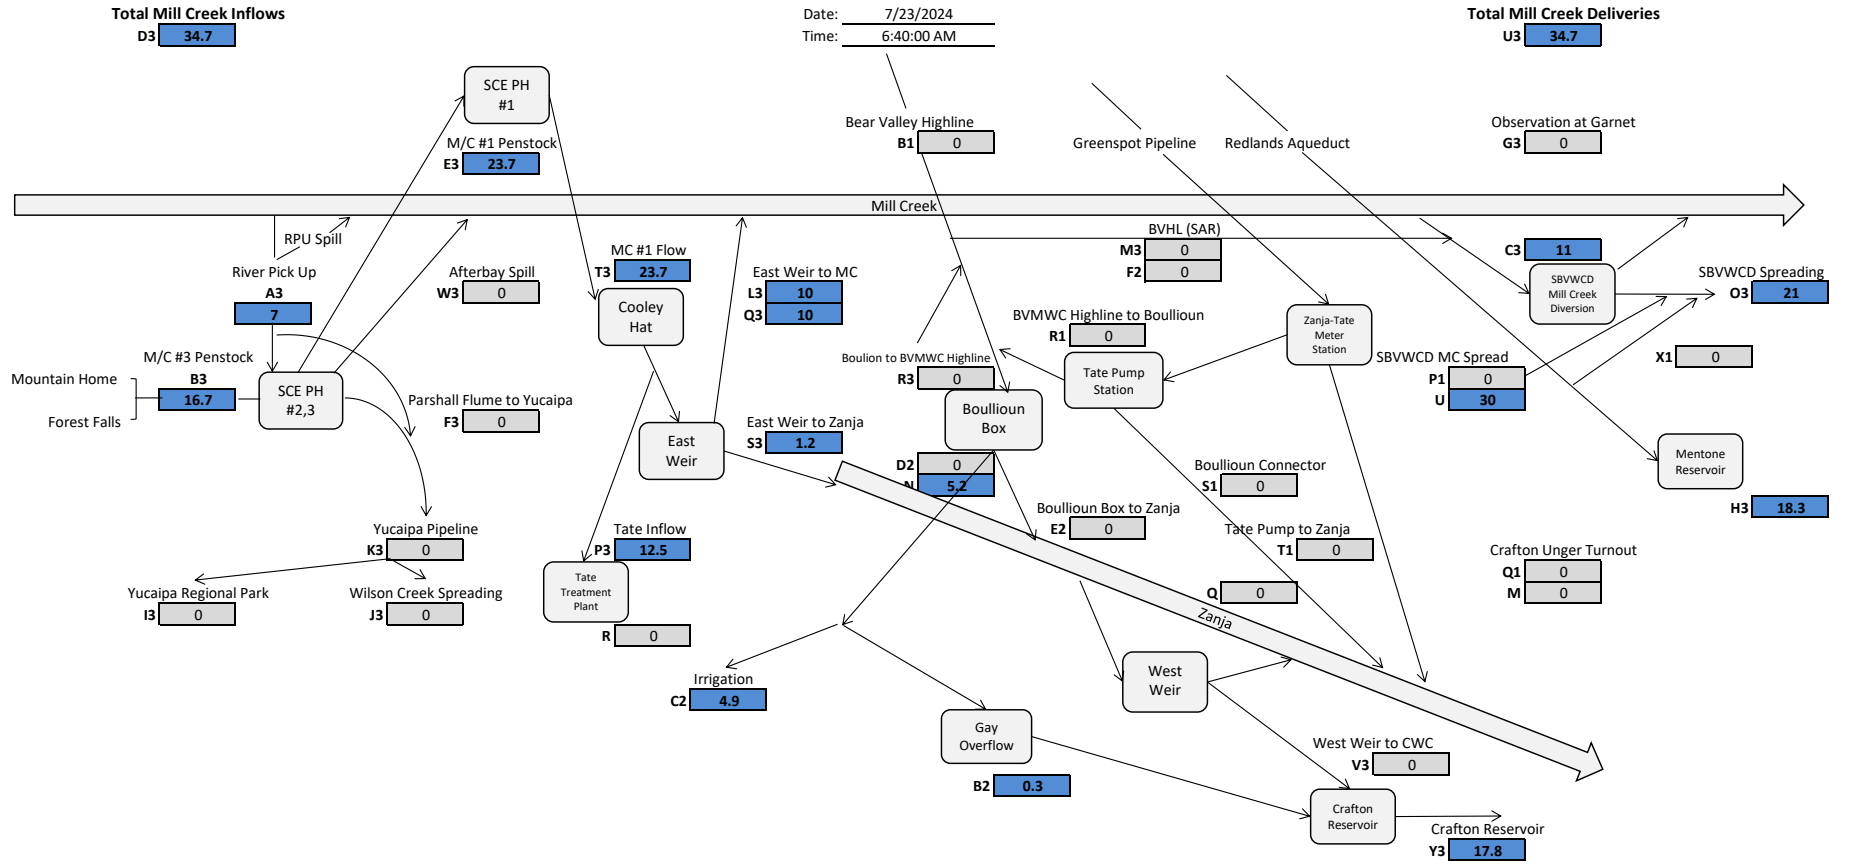 Total Mill Creek Inflows
D3 34.7
Date: 7/23/2024
Time: 6:40:00 AM
Total Mill Creek Deliveries
U3 34.7
SCE PH
#1
M/C #1 Penstock
E3 23.7
Bear Valley Highline
B1 0
Greenspot Pipeline
Redlands Aqueduct
Observation at Garnet
G3 0
Mill Creek
RPU Spill
River Pick Up
A3
7
Afterbay Spill
W3 0
MC #1 Flow
T3 23.7
Cooley
Hat
East Weir to MC
L3 10
Q3 10
BVHL (SAR)
M3 0
F2 0
C3 11
SBVWCD
Mill Creek
Diversion
SBVWCD Spreading
O3 21
BVMWC Highline to Boullioun
R1 0
Zanja-Tate
Meter
Station
M/C #3 Penstock
B3
16.7
Mountain Home
Forest Falls
SCE PH
#2,3
Boulion to BVMWC Highline
R3 0
Tate Pump
Station
SBVWCD MC Spread
P1 0
U 30
X1 0
Parshall Flume to Yucaipa
F3 0
East
Weir
East Weir to Zanja
S3 1.2
Boullioun
Box
D2 0
N 5.2
Boullioun Connector
S1 0
Mentone
Reservoir
H3 18.3
Boullioun Box to Zanja
E2 0
Tate Pump to Zanja
T1 0
Yucaipa Pipeline
K3 0
Tate Inflow
P3 12.5
Tate
Treatment
Plant
R 0
Crafton Unger Turnout
Q1 0
M 0
Yucaipa Regional Park
I3 0
Wilson Creek Spreading
J3 0
Q 0
Zanja
Irrigation
C2 4.9
West
Weir
Gay
Overflow
B2 0.3
West Weir to CWC
V3 0
Crafton
Reservoir
Crafton Reservoir
Y3 17.8